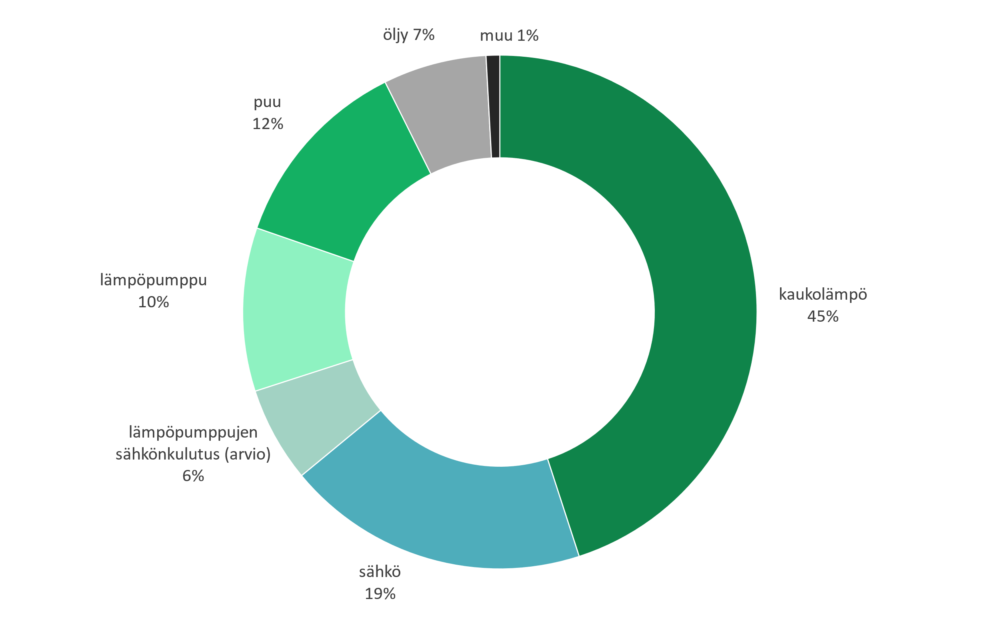 öljy 7%
muu 1%
puu
12%
lämpöpumppu
10%
kaukolämpö
45%
lämpöpumppujen
sähkönkulutus (arvio)
6%
sähkö
19%